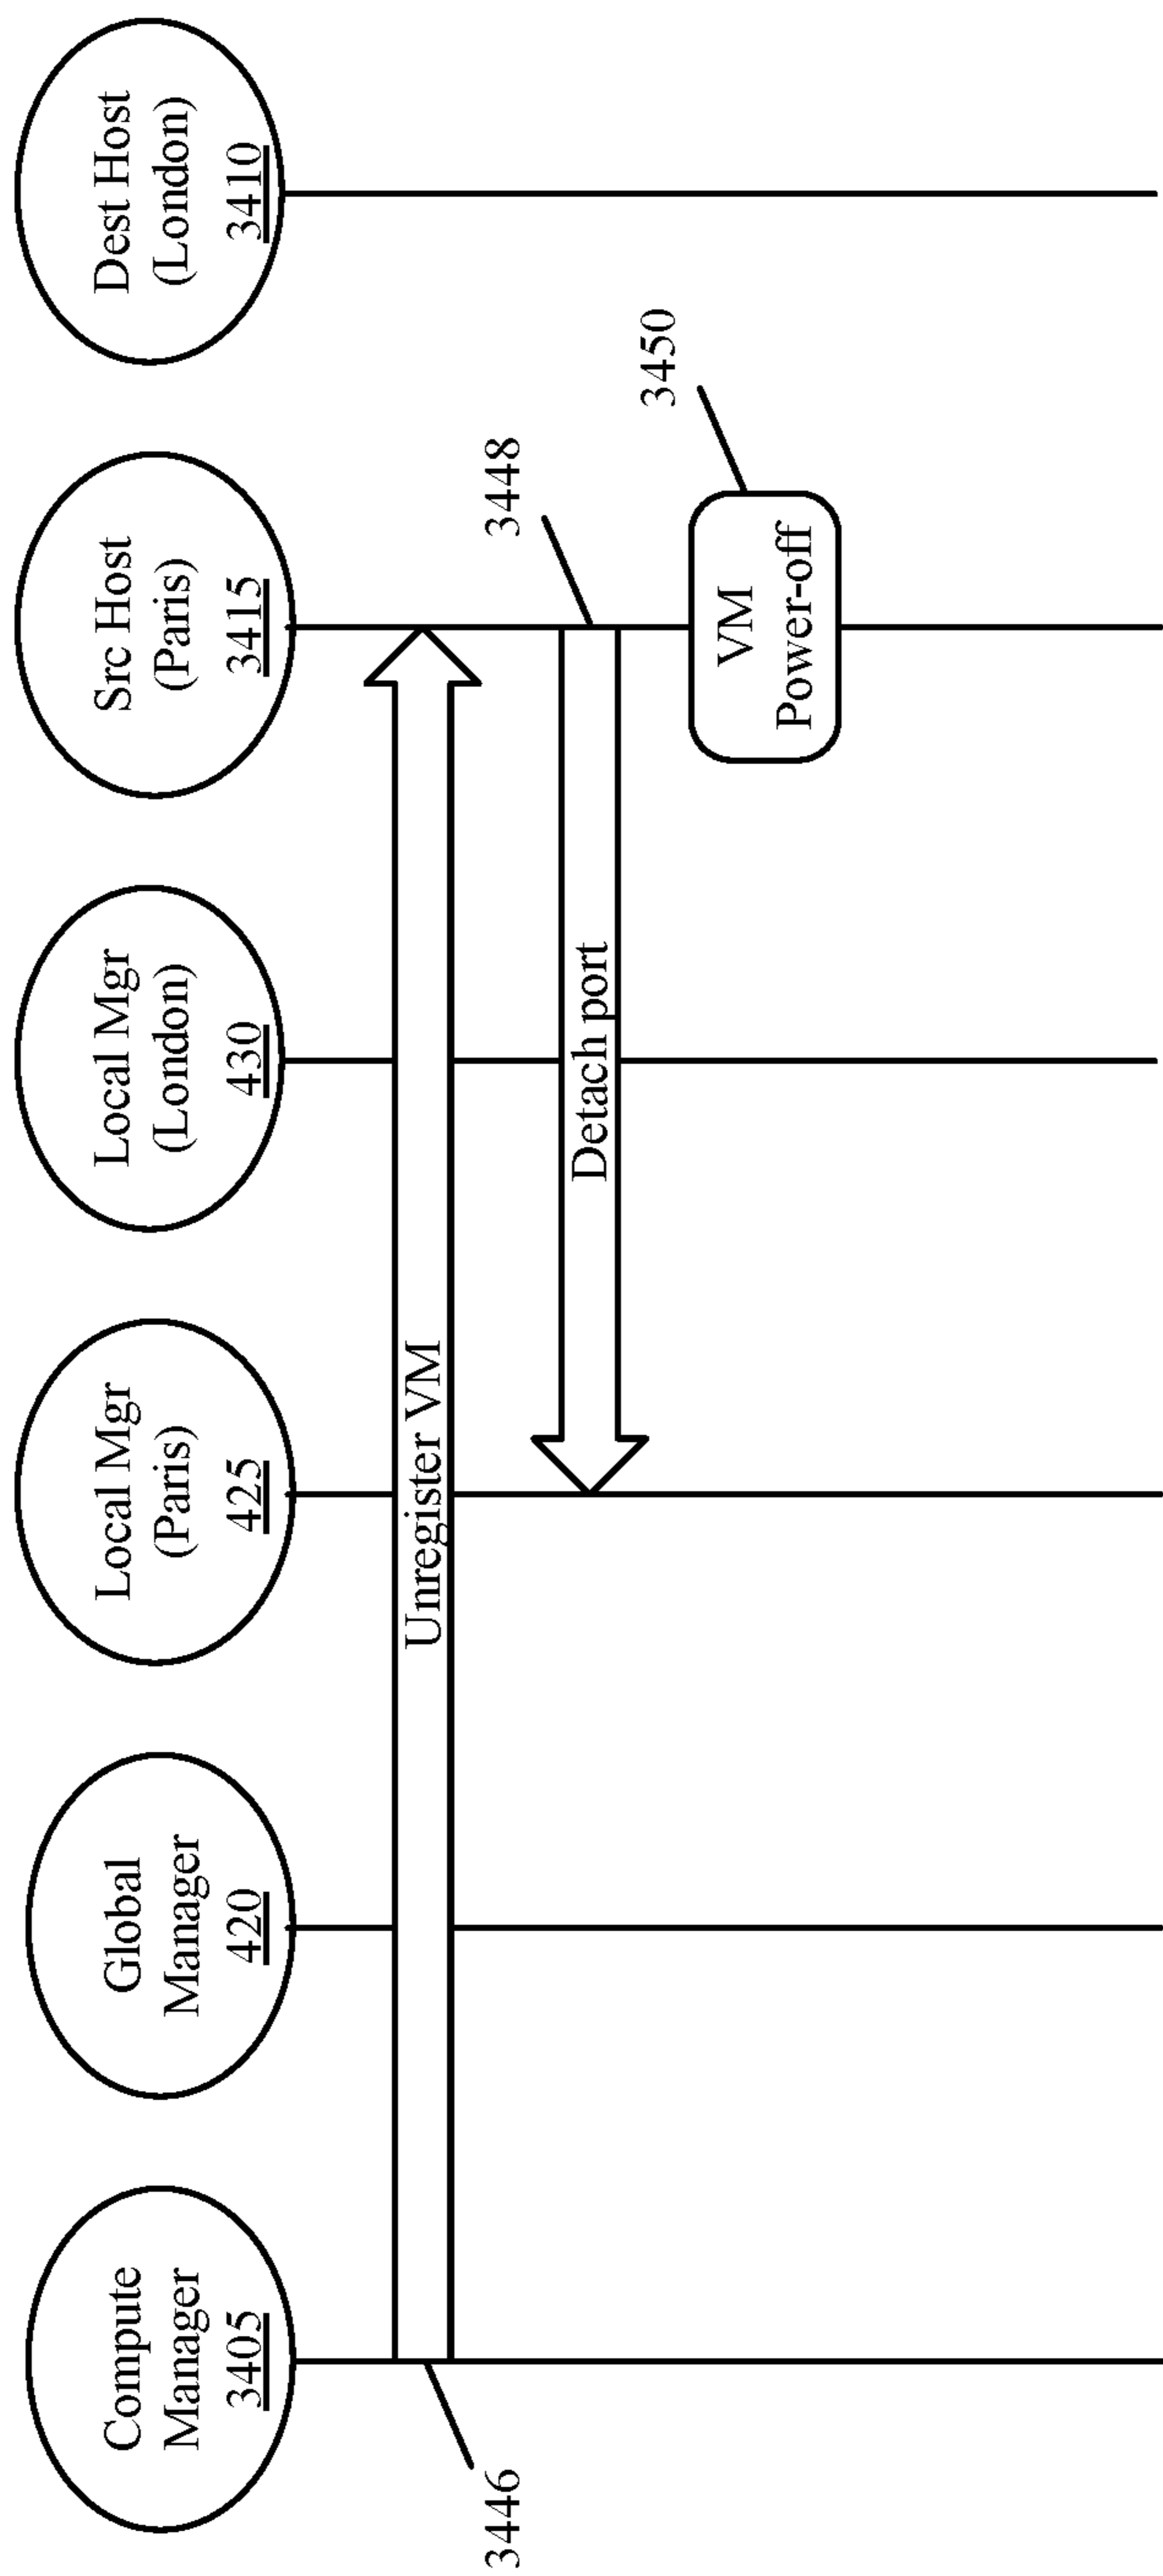 Compute
Manager
3405
Global
Manager
420
Local Mgr
(Paris)
425
Local Mgr
(London)
430
Src Host
(Paris)
3415
Dest Host
(London)
3410
3446
Unregister VM
3448
Detach port
3450
VM
Power-off